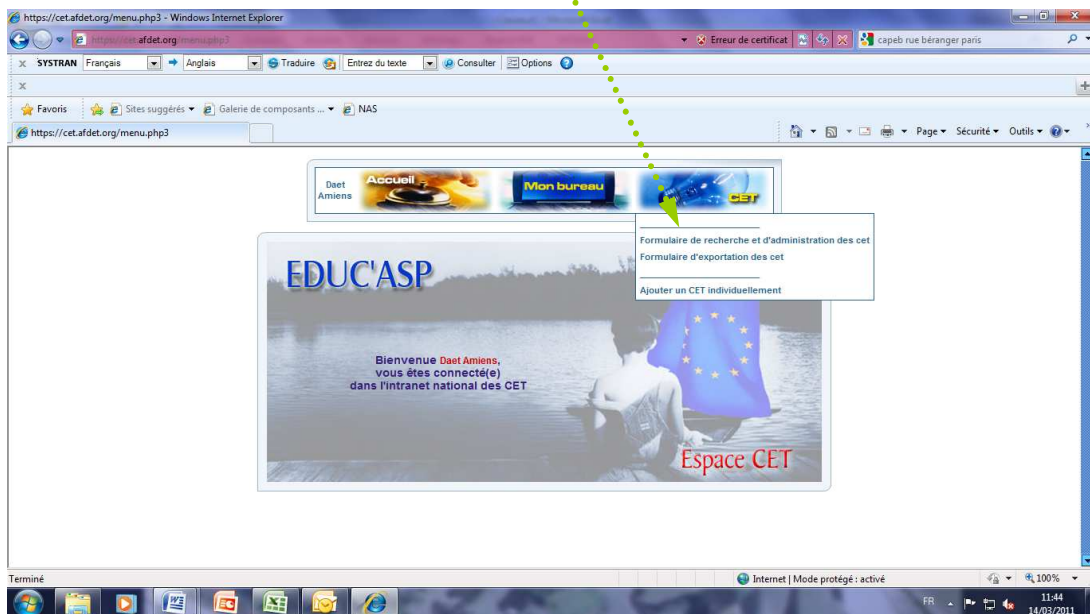 https://cet.afdet.org/menu.php3 - Windows Internet Explorer
https://cet.afdet.org/menu.php3
Erreur de certificat
capeb rue béranger paris
x SYSTRAN Français Anglais Traduire Entrez du texte Consulter Options
x
Favoris Sites suggérés Galerie de composants ... NAS
https://cet.afdet.org/menu.php3
Page Sécurité Outils
Daet
Amiens
Accueil
Mon bureau
CET
Formulaire de recherche et d'administration des cet
Formulaire d'exportation des cet
Ajouter un CET individuellement
EDUC'ASP
Bienvenue Daet Amiens,
vous êtes connecté(e)
dans l'intranet national des CET
Espace CET
Terminé
Internet | Mode protégé : activé
100%
FR
11:44
14/03/2011